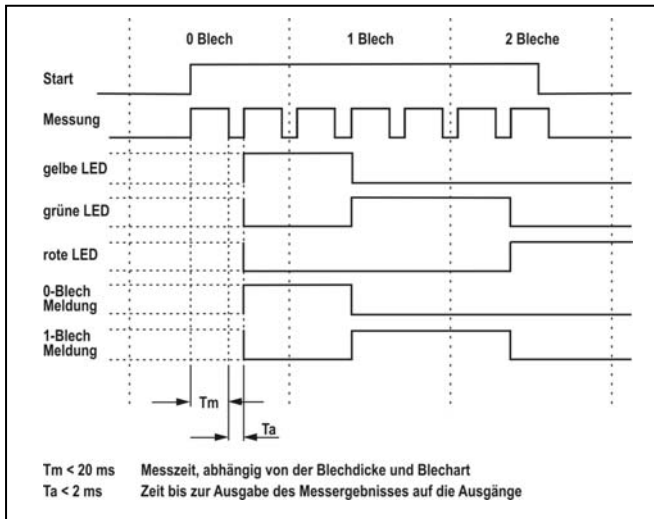 0 Blech 1 Blech 2 Bleche
Start
Messung
gelbe LED
grüne LED
rote LED
0-Blech
Meldung
1-Blech
Meldung
Tm
Ta
Tm < 20 ms Messzeit, abhängig von der Blechdicke und Blechart
Ta < 2 ms Zeit bis zur Ausgabe des Messergebnisses auf die Ausgänge